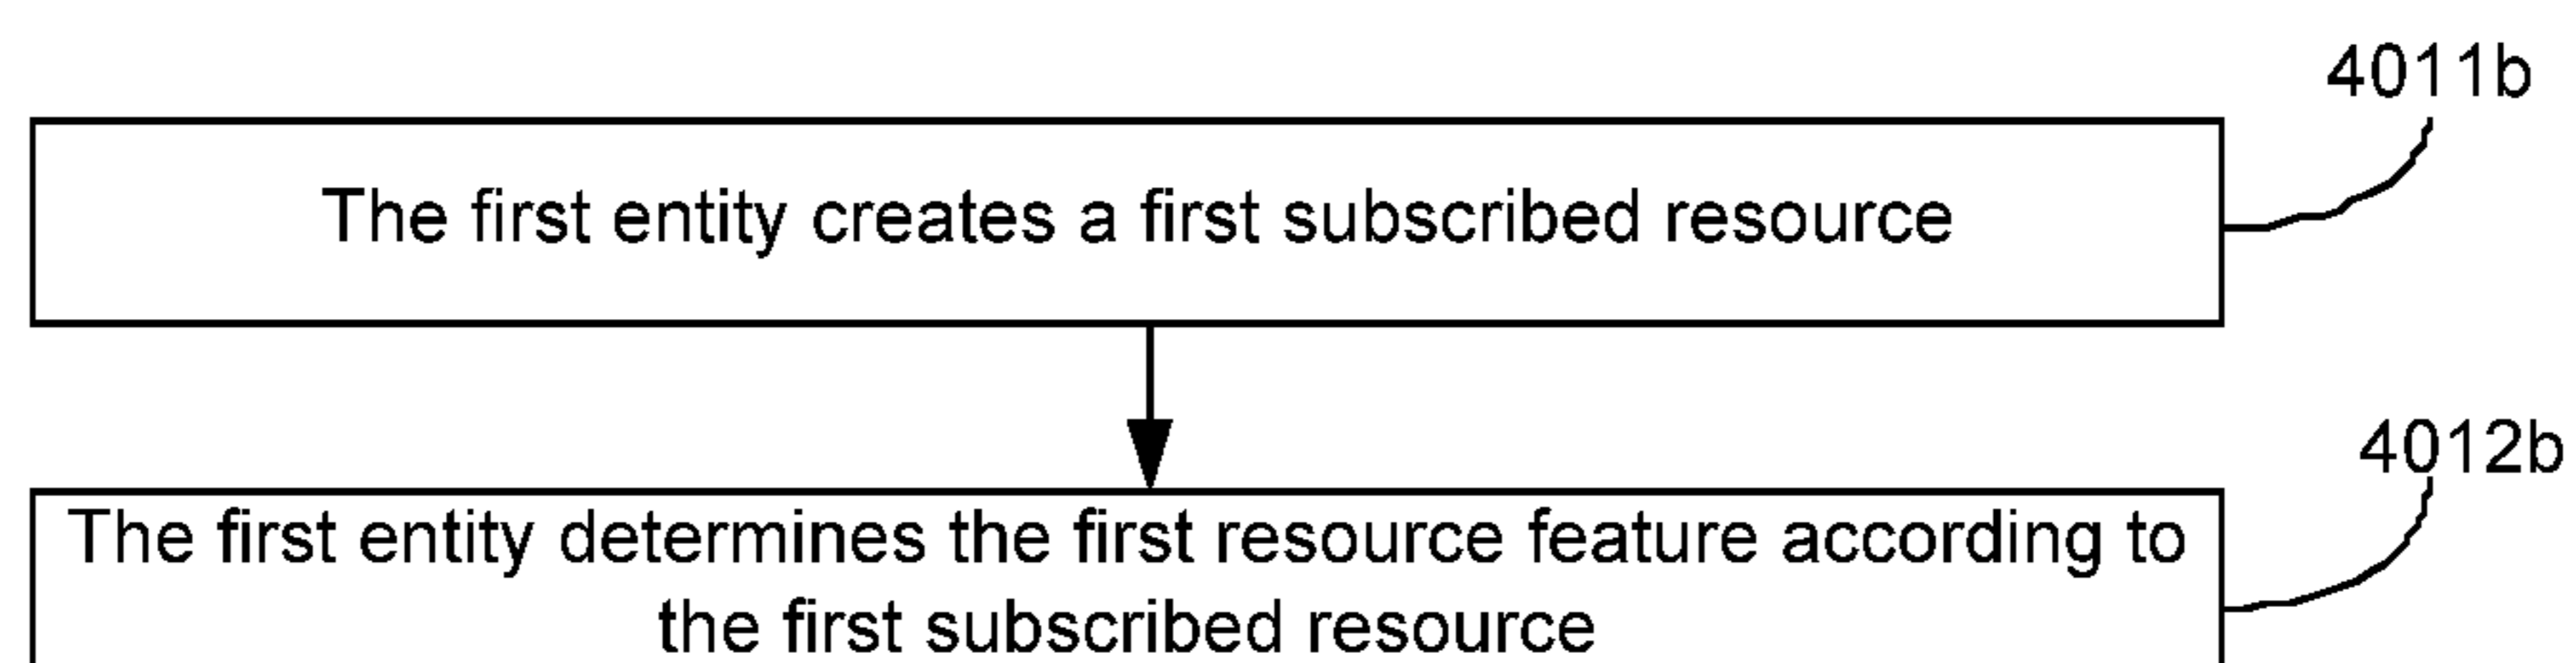 4011b
The first entity creates a first subscribed resource
4012b
The first entity determines the first resource feature according to
the first subscribed resource